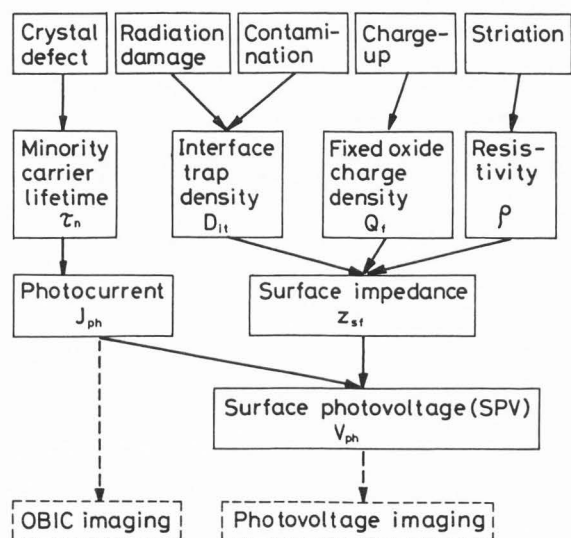 Crystal
defect
Radiation
damage
Contami-
nation
Charge-
up
Striation
Minority
carrier
lifetime
τn
Interface
trap
density
Dit
Fixed oxide
charge
density
Qf
Resis-
tivity
ρ
Photocurrent
Jph
Surface impedance
zsf
Surface photovoltage (SPV)
Vph
OBIC imaging
Photovoltage imaging